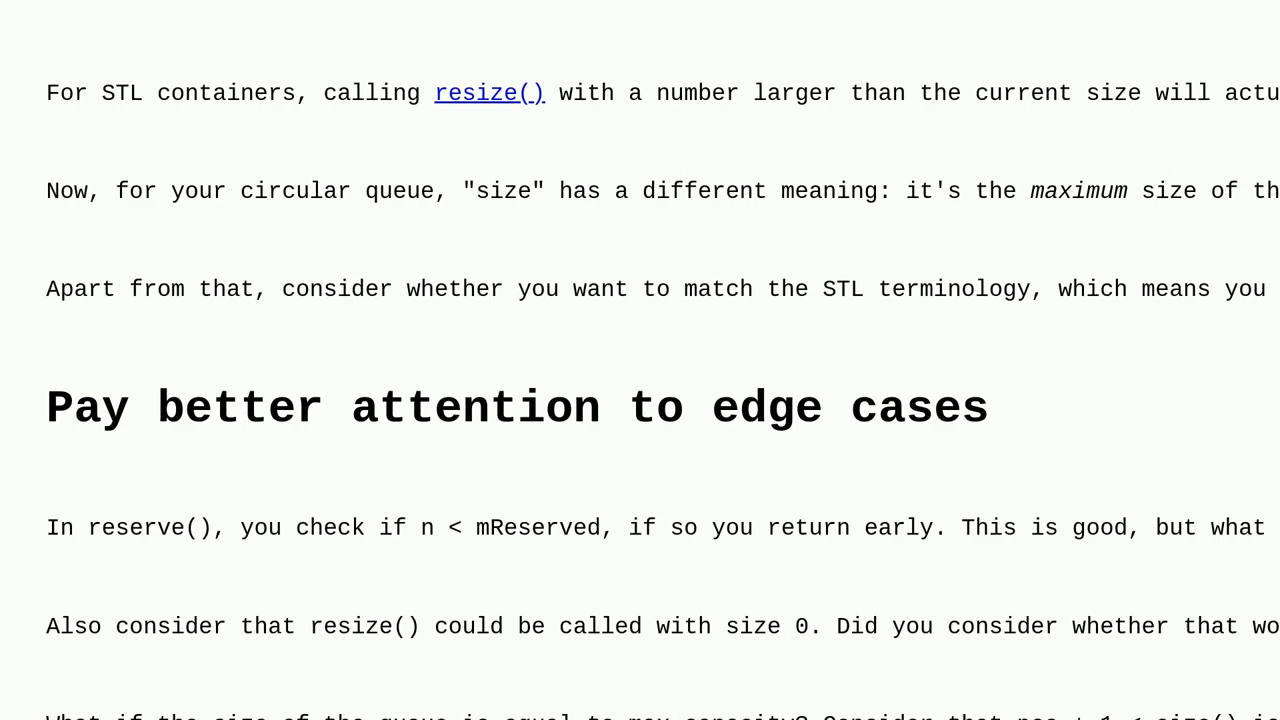 For STL containers, calling resize() with a number larger than the current size will actu
Now, for your circular queue, "size" has a different meaning: it's the maximum size of th
Apart from that, consider whether you want to match the STL terminology, which means you
Pay better attention to edge cases
In reserve(), you check if n < mReserved, if so you return early. This is good, but what
Also consider that resize() could be called with size 0. Did you consider whether that wo